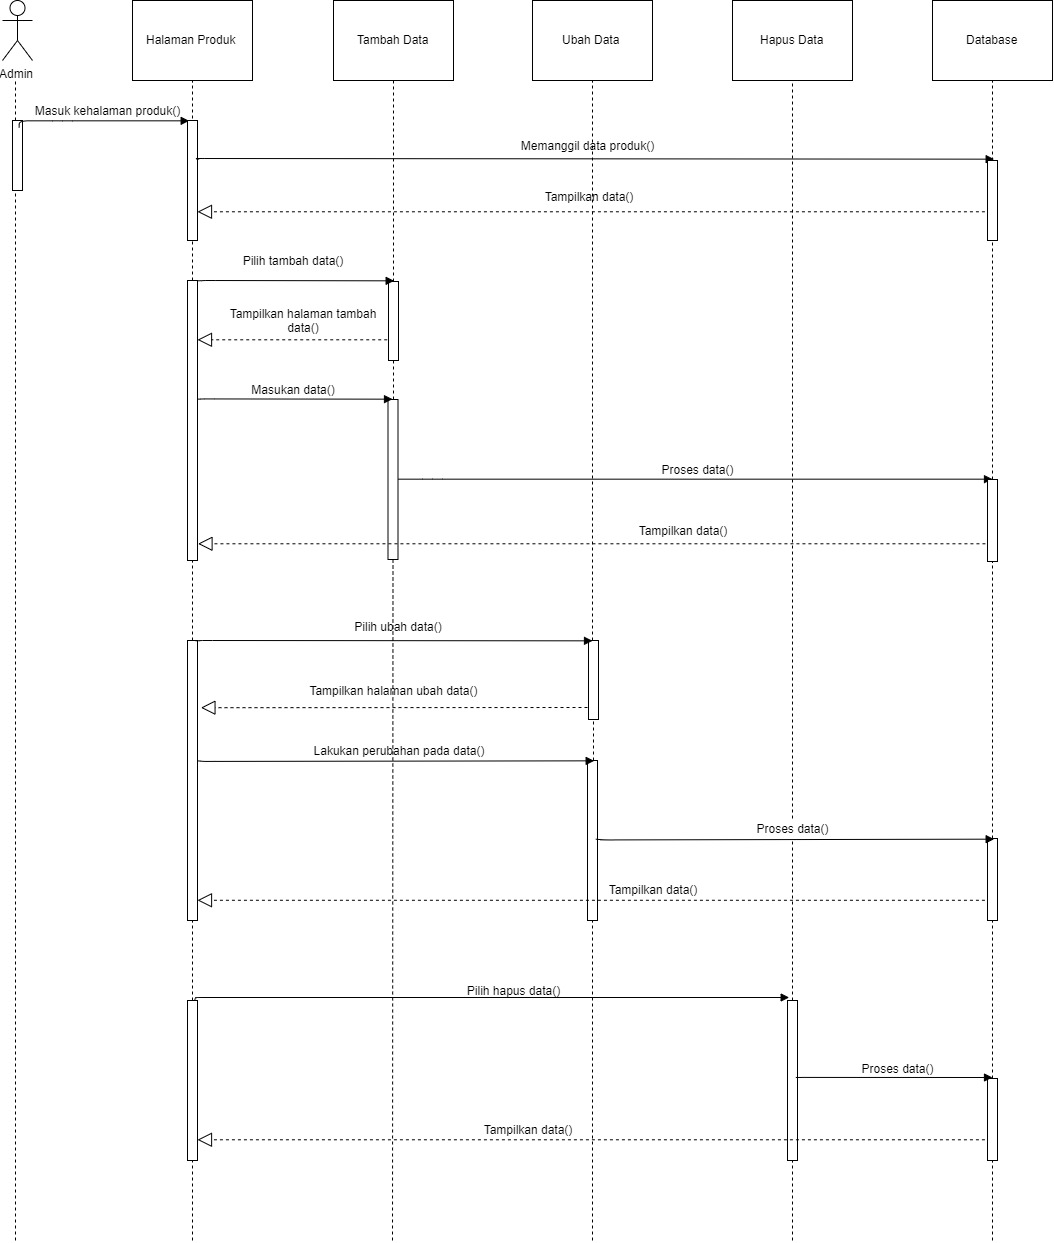 Admin
Halaman Produk
Tambah Data
Ubah Data
Hapus Data
Database
Masuk kehalaman produk()
Memanggil data produk()
Tampilkan data()
Pilih tambah data()
Tampilkan halaman tambah
data()
Masukan data()
Proses data()
Tampilkan data()
Pilih ubah data()
Tampilkan halaman ubah data()
Lakukan perubahan pada data()
Proses data()
Tampilkan data()
Pilih hapus data()
Proses data()
Tampilkan data()